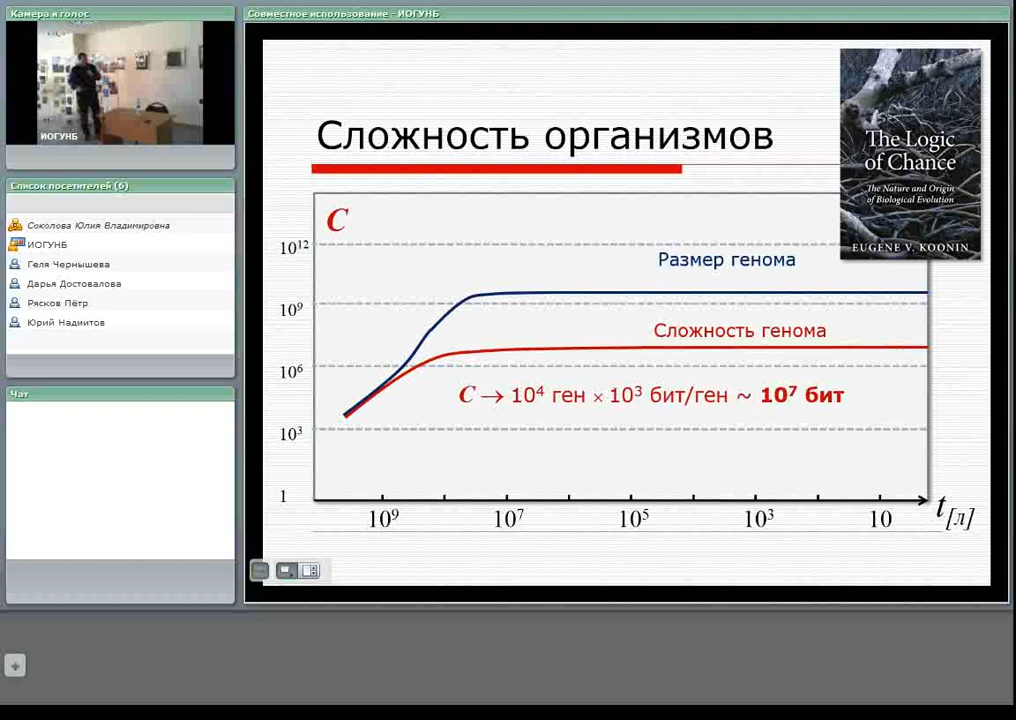 Камера и голос
ИОГУНБ
Список посетителей (6)
Соколова Юлия Владимировна
ИОГУНБ
Геля Чернышева
Дарья Достовалова
Рясков Пётр
Юрий Надмитов
Чат
Совместное использование - ИОГУНБ
Сложность организмов
The Logic
of Chance
The Nature and Origin
of Biological Evolution
EUGENE V. KOONIN
C
10¹²
Размер генома
10⁹
Сложность генома
10⁶
C → 10⁴ ген × 10³ бит/ген ~ 10⁷ бит
10³
1
10⁹ 10⁷ 10⁵ 10³ 10 t[л]